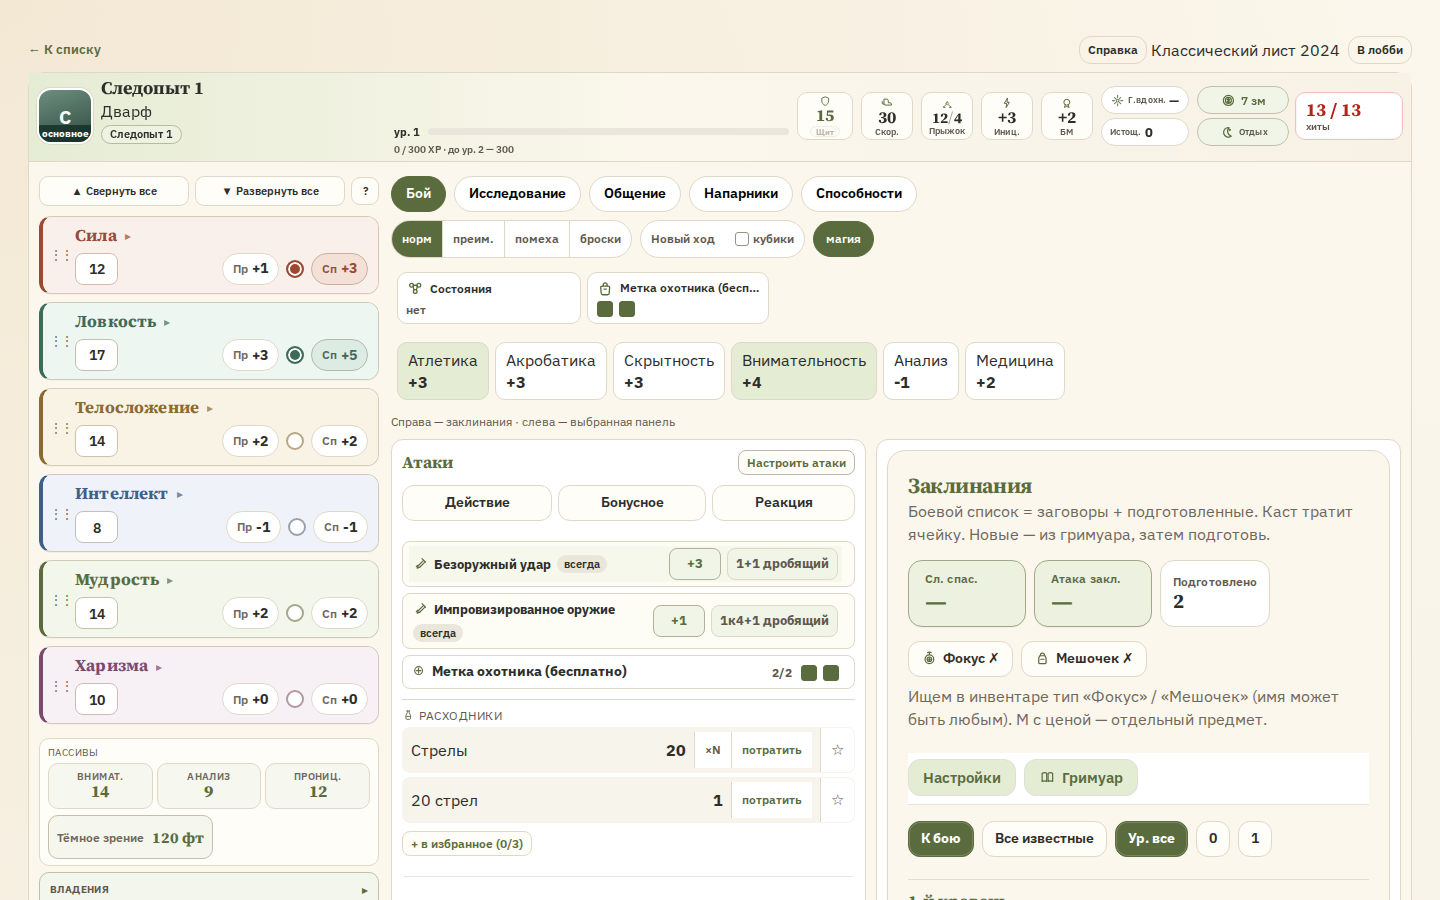 ← К списку
Справка
Классический лист 2024
В лобби
С
основное
Следопыт 1
Дварф
Следопыт 1
ур. 1
0 / 300 XP · до ур. 2 — 300
15
Щит
30
Скор.
12/4
Прыжок
+3
Иниц.
+2
БМ
Г.вдохн. —
Истощ. 0
7 зм
Отдых
13 / 13
хиты
▲ Свернуть все
▼ Развернуть все
?
Сила ▸
12
Пр +1
Сп +3
Ловкость ▸
17
Пр +3
Сп +5
Телосложение ▸
14
Пр +2
Сп +2
Интеллект ▸
8
Пр -1
Сп -1
Мудрость ▸
14
Пр +2
Сп +2
Харизма ▸
10
Пр +0
Сп +0
ПАССИВЫ
ВНИМАТ.
14
АНАЛИЗ
9
ПРОНИЦ.
12
Тёмное зрение 120 фт
ВЛАДЕНИЯ ▸
Бой
Исследование
Общение
Напарники
Способности
норм
преим.
помеха
броски
Новый ход
кубики
магия
Состояния
нет
Метка охотника (бесп...
Атлетика
+3
Акробатика
+3
Скрытность
+3
Внимательность
+4
Анализ
-1
Медицина
+2
Справа — заклинания · слева — выбранная панель
Атаки
Настроить атаки
Действие
Бонусное
Реакция
Безоружный удар всегда
+3
1+1 дробящий
Импровизированное оружие
всегда
+1
1к4+1 дробящий
Метка охотника (бесплатно)
2/2
РАСХОДНИКИ
Стрелы
20
×N
потратить
☆
20 стрел
1
потратить
☆
+ в избранное (0/3)
Заклинания
Боевой список = заговоры + подготовленные. Каст тратит
ячейку. Новые — из гримуара, затем подготовь.
Сл. спас.
—
Атака закл.
—
Подготовлено
2
Фокус ✗
Мешочек ✗
Ищем в инвентаре тип «Фокус» / «Мешочек» (имя может
быть любым). М с ценой — отдельный предмет.
Настройки
Гримуар
К бою
Все известные
Ур. все
0
1